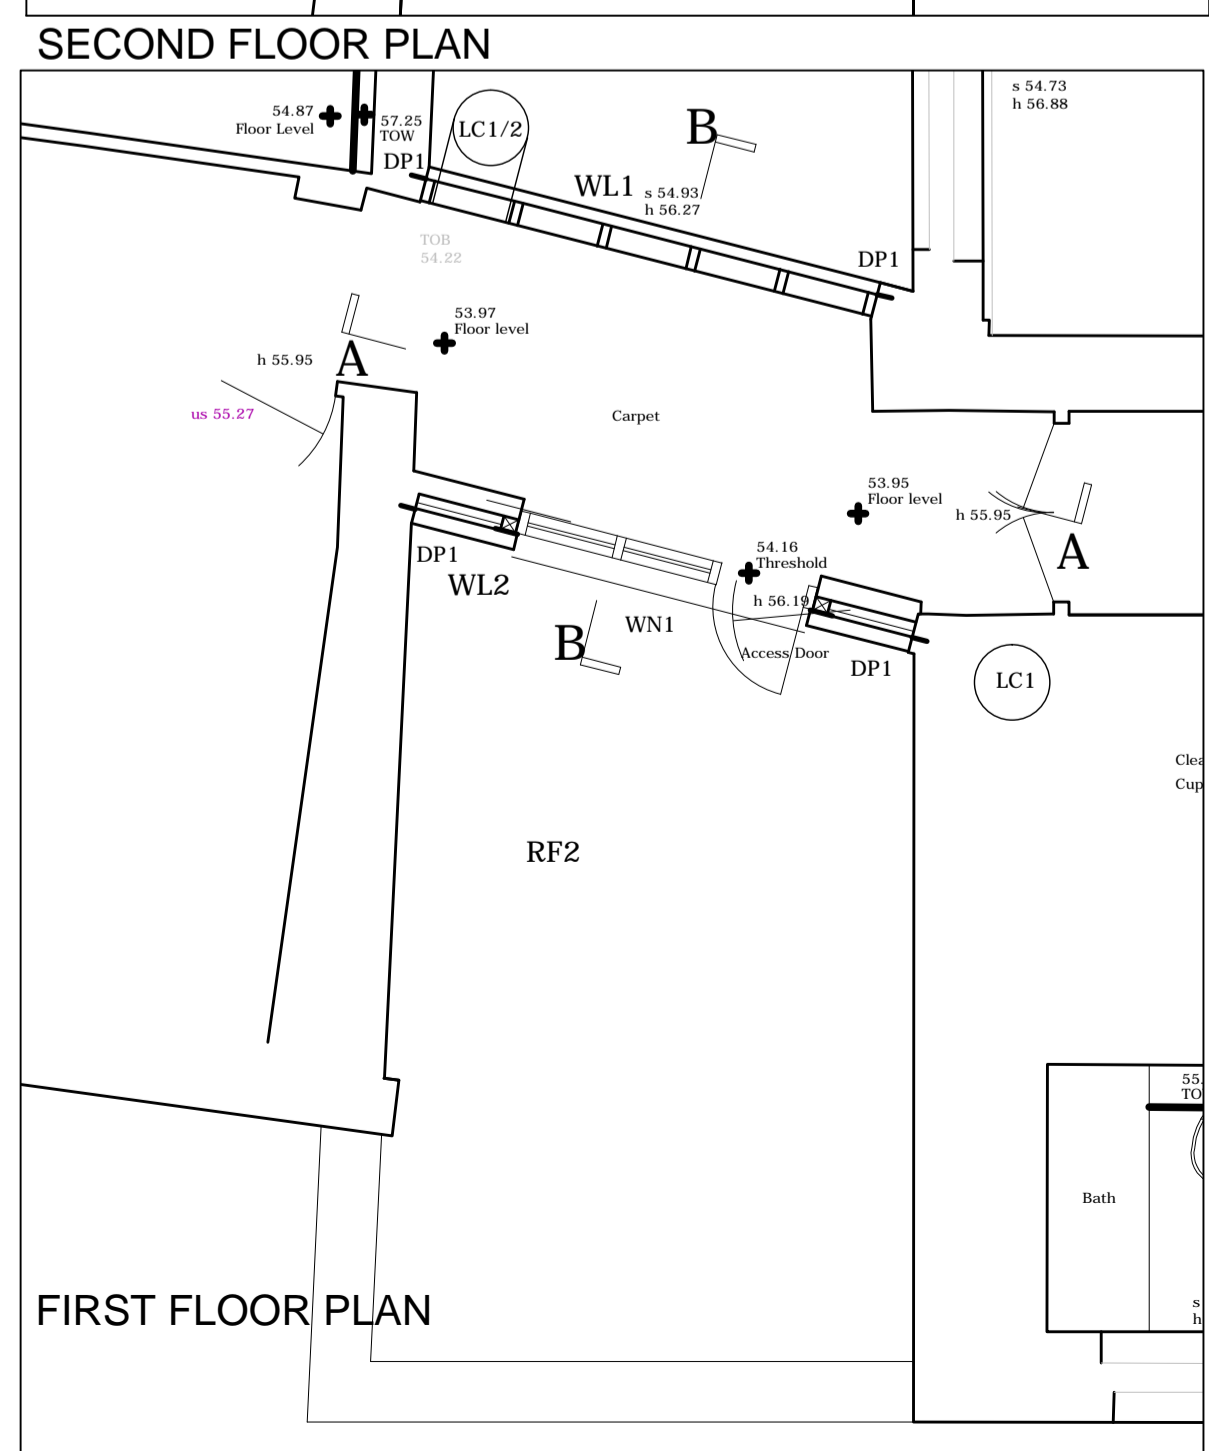 SECOND FLOOR PLAN
54.87
Floor Level
57.25
TOW
DP1
LC1/2
B
s 54.73
h 56.88
WL1
s 54.93
h 56.27
TOB
54.22
DP1
53.97
Floor level
h 55.95
A
us 55.27
Carpet
53.95
Floor level
h 55.95
A
DP1
WL2
54.16
Threshold
h 56.19
WN1
B
Access Door
DP1
LC1
RF2
55.
Bath
FIRST FLOOR PLAN
s
h